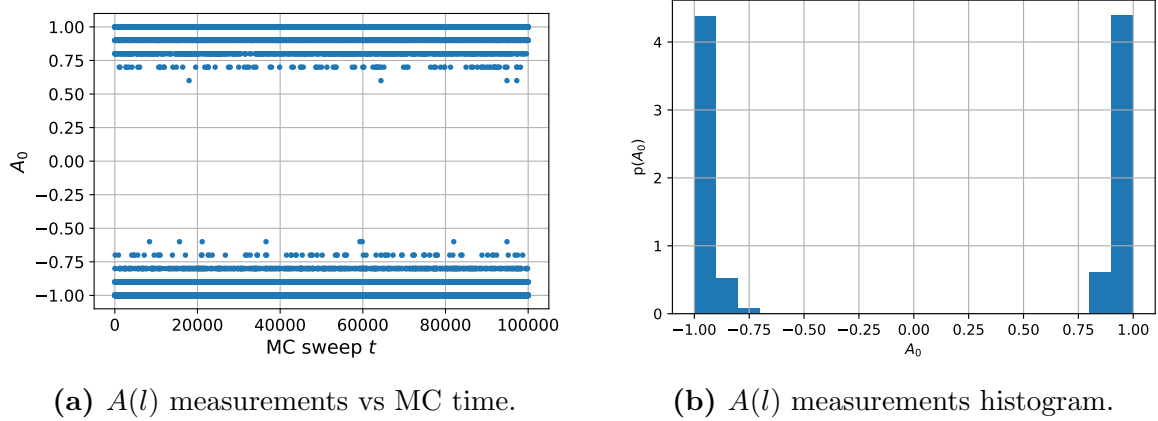 1.00
0.75
0.50
0.25
0.00
−0.25
−0.50
−0.75
−1.00
A₀
0 20000 40000 60000 80000 100000
MC sweep t
4
3
2
1
0
p(A₀)
−1.00 −0.75 −0.50 −0.25 0.00 0.25 0.50 0.75 1.00
A₀
(a) A(l) measurements vs MC time.
(b) A(l) measurements histogram.